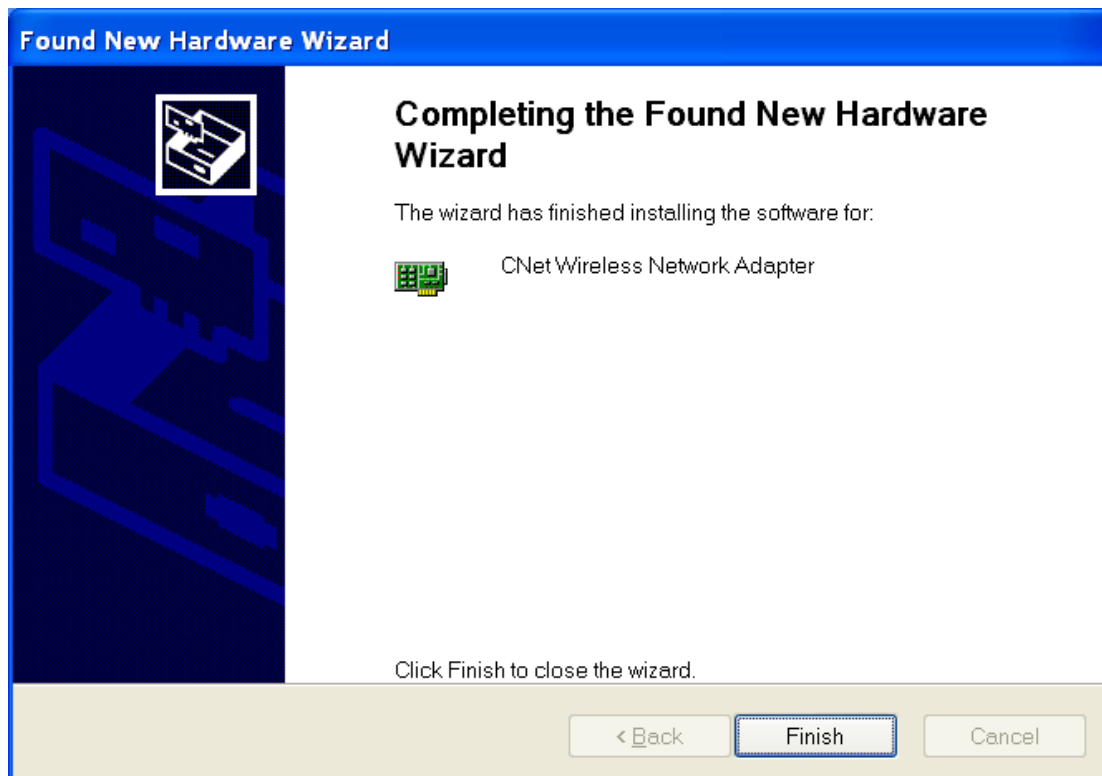 Found New Hardware Wizard
Completing the Found New Hardware
Wizard
The wizard has finished installing the software for:
CNet Wireless Network Adapter
Click Finish to close the wizard.
< Back
Finish
Cancel